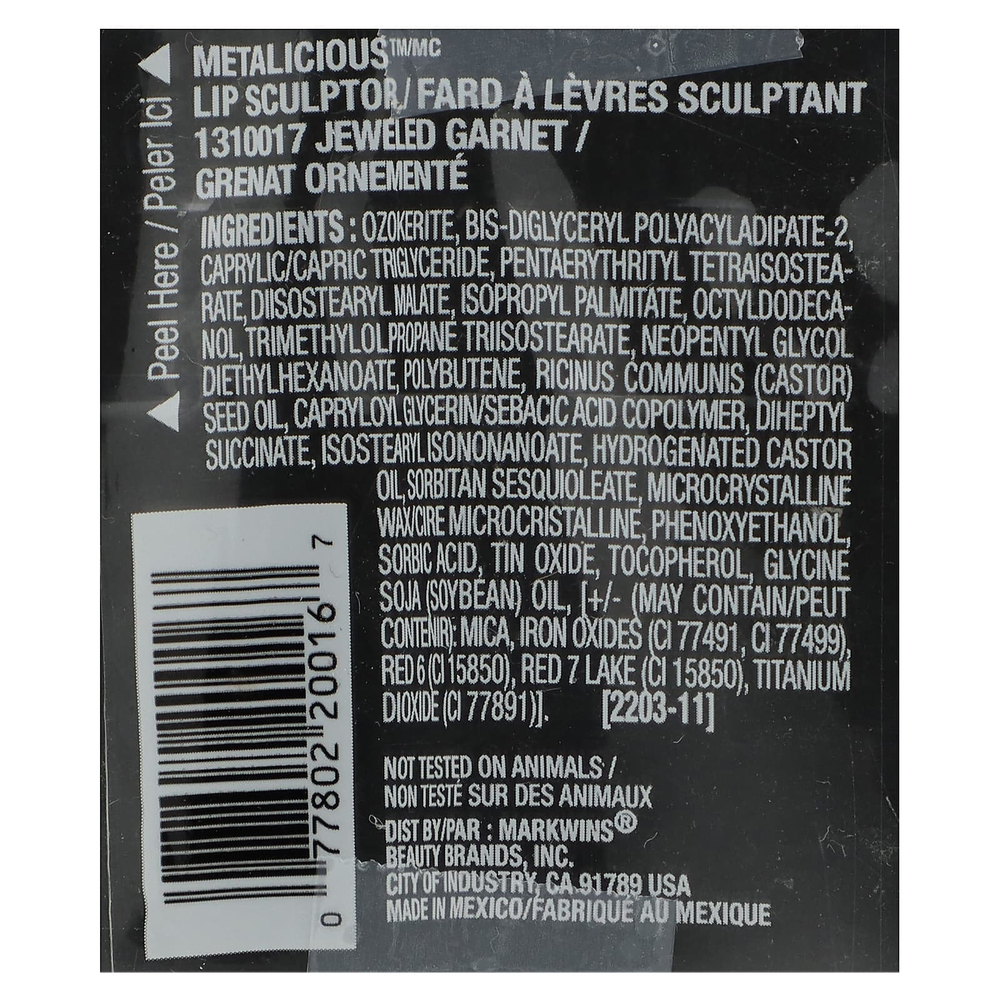 METALICIOUS™/MC
LIP SCULPTOR/FARD À LÈVRES SCULPTANT
1310017 JEWELED GARNET /
GRENAT ORNEMENTÉ
INGREDIENTS : OZOKERITE, BIS-DIGLYCERYL POLYACYLADIPATE-2,
CAPRYLIC/CAPRIC TRIGLYCERIDE, PENTAERYTHRITYL TETRAISOSTEA-
RATE, DIISOSTEARYL MALATE, ISOPROPYL PALMITATE, OCTYLDODECA-
NOL, TRIMETHYLOLPROPANE TRIISOSTEARATE, NEOPENTYL GLYCOL
DIETHYLHEXANOATE, POLYBUTENE, RICINUS COMMUNIS (CASTOR)
SEED OIL, CAPRYLOYL GLYCERIN/SEBACIC ACID COPOLYMER, DIHEPTYL
SUCCINATE, ISOSTEARYL ISONONANOATE, HYDROGENATED CASTOR
OIL, SORBITAN SESQUIOLEATE, MICROCRYSTALLINE
WAX/CIRE MICROCRISTALLINE, PHENOXYETHANOL,
SORBIC ACID, TIN OXIDE, TOCOPHEROL, GLYCINE
SOJA (SOYBEAN) OIL, [+/- (MAY CONTAIN/PEUT
CONTENIR): MICA, IRON OXIDES (CI 77491, CI 77499),
RED 6 (CI 15850), RED 7 LAKE (CI 15850), TITANIUM
DIOXIDE (CI 77891)]. [2203-11]
NOT TESTED ON ANIMALS /
NON TESTÉ SUR DES ANIMAUX
DIST BY/PAR : MARKWINS®
BEAUTY BRANDS, INC.
CITY OF INDUSTRY, CA 91789 USA
MADE IN MEXICO/FABRIQUÉ AU MEXIQUE
Peel Here / Peler Ici
0 77802 20016 7